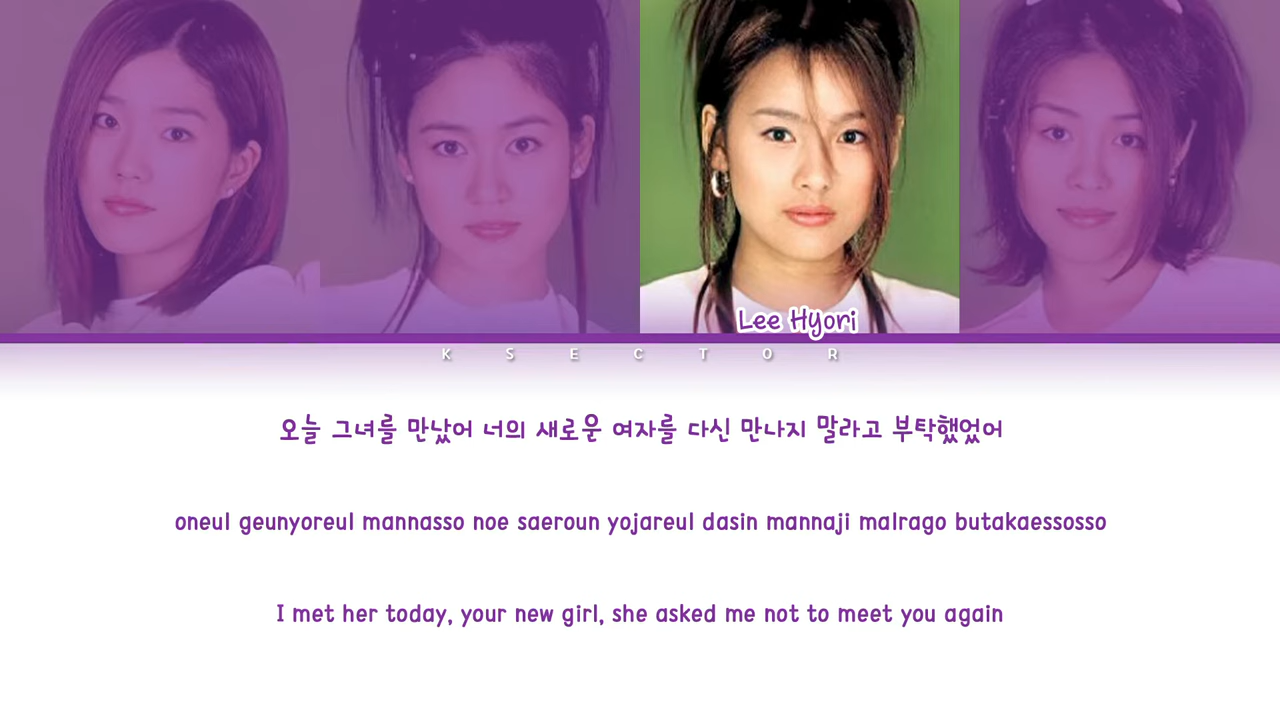 Lee Hyori
K S E C T O R
오늘 그녀를 만났어 너의 새로운 여자를 다신 만나지 말라고 부탁했었어
oneul geunyoreul mannasso noe saeroun yojareul dasin mannaji malrago butakaessosso
I met her today, your new girl, she asked me not to meet you again